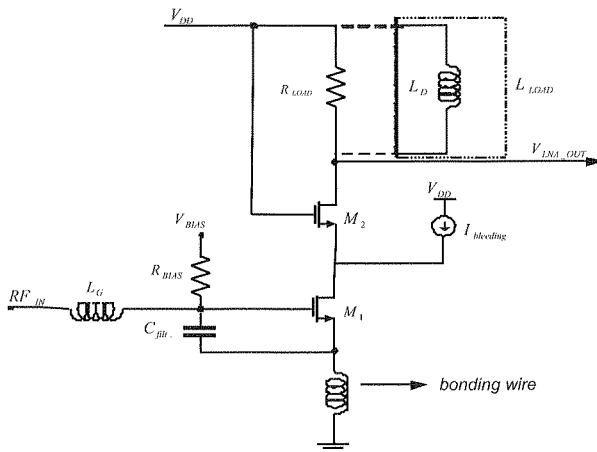 V_DD
R_LOAD
L_D
L_LOAD
V_LNA_OUT
V_DD
M_2
I_bleeding
V_BIAS
R_BIAS
L_G
RF_IN
M_1
C_filt.
bonding wire